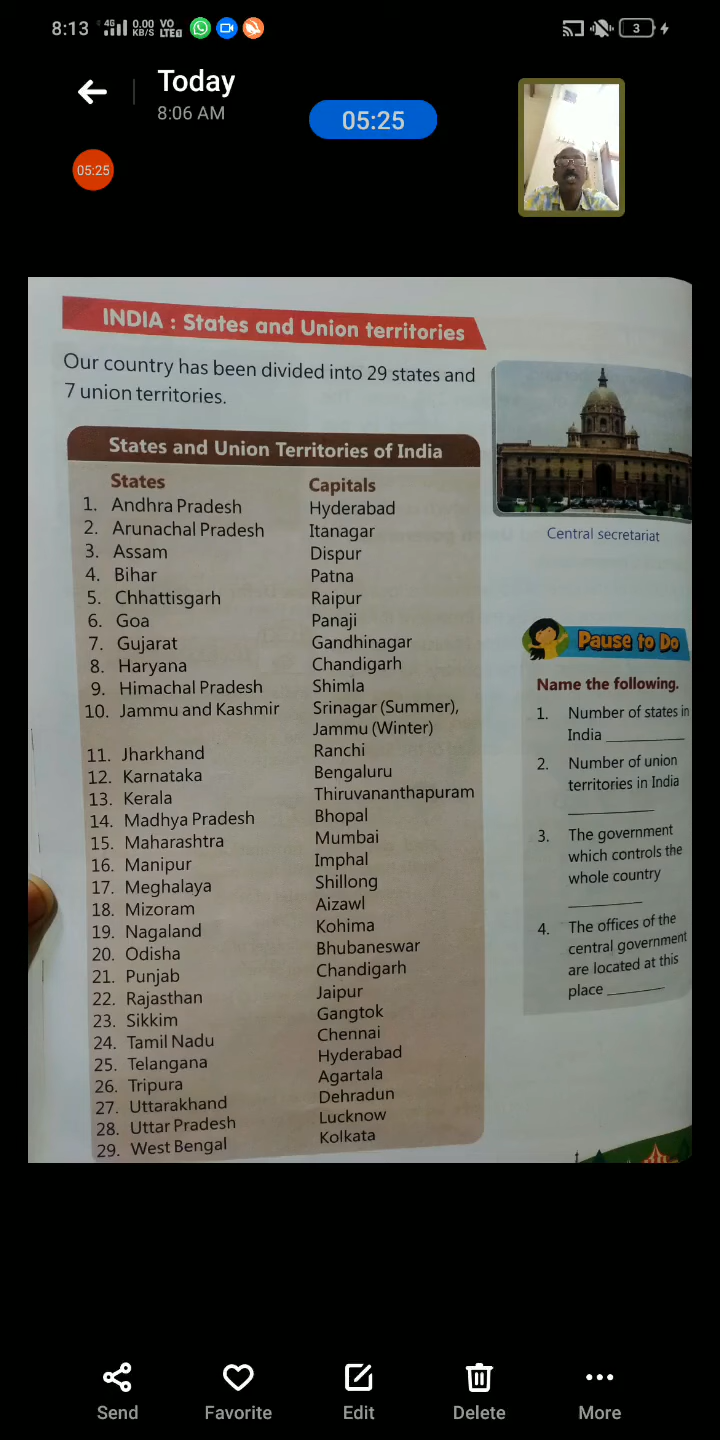 8:13 4G 0.00 KB/S VO LTE 3
Today
8:06 AM
05:25
05:25
INDIA : States and Union territories
Our country has been divided into 29 states and
7 union territories.
States and Union Territories of India
States Capitals
1. Andhra Pradesh Hyderabad
2. Arunachal Pradesh Itanagar
3. Assam Dispur
4. Bihar Patna
5. Chhattisgarh Raipur
6. Goa Panaji
7. Gujarat Gandhinagar
8. Haryana Chandigarh
9. Himachal Pradesh Shimla
10. Jammu and Kashmir Srinagar (Summer),
Jammu (Winter)
11. Jharkhand Ranchi
12. Karnataka Bengaluru
13. Kerala Thiruvananthapuram
14. Madhya Pradesh Bhopal
15. Maharashtra Mumbai
16. Manipur Imphal
17. Meghalaya Shillong
18. Mizoram Aizawl
19. Nagaland Kohima
20. Odisha Bhubaneswar
21. Punjab Chandigarh
22. Rajasthan Jaipur
23. Sikkim Gangtok
24. Tamil Nadu Chennai
25. Telangana Hyderabad
26. Tripura Agartala
27. Uttarakhand Dehradun
28. Uttar Pradesh Lucknow
29. West Bengal Kolkata
Central secretariat
Pause to Do
Name the following.
1. Number of states in
India
2. Number of union
territories in India
3. The government
which controls the
whole country
4. The offices of the
central government
are located at this
place
Send Favorite Edit Delete More